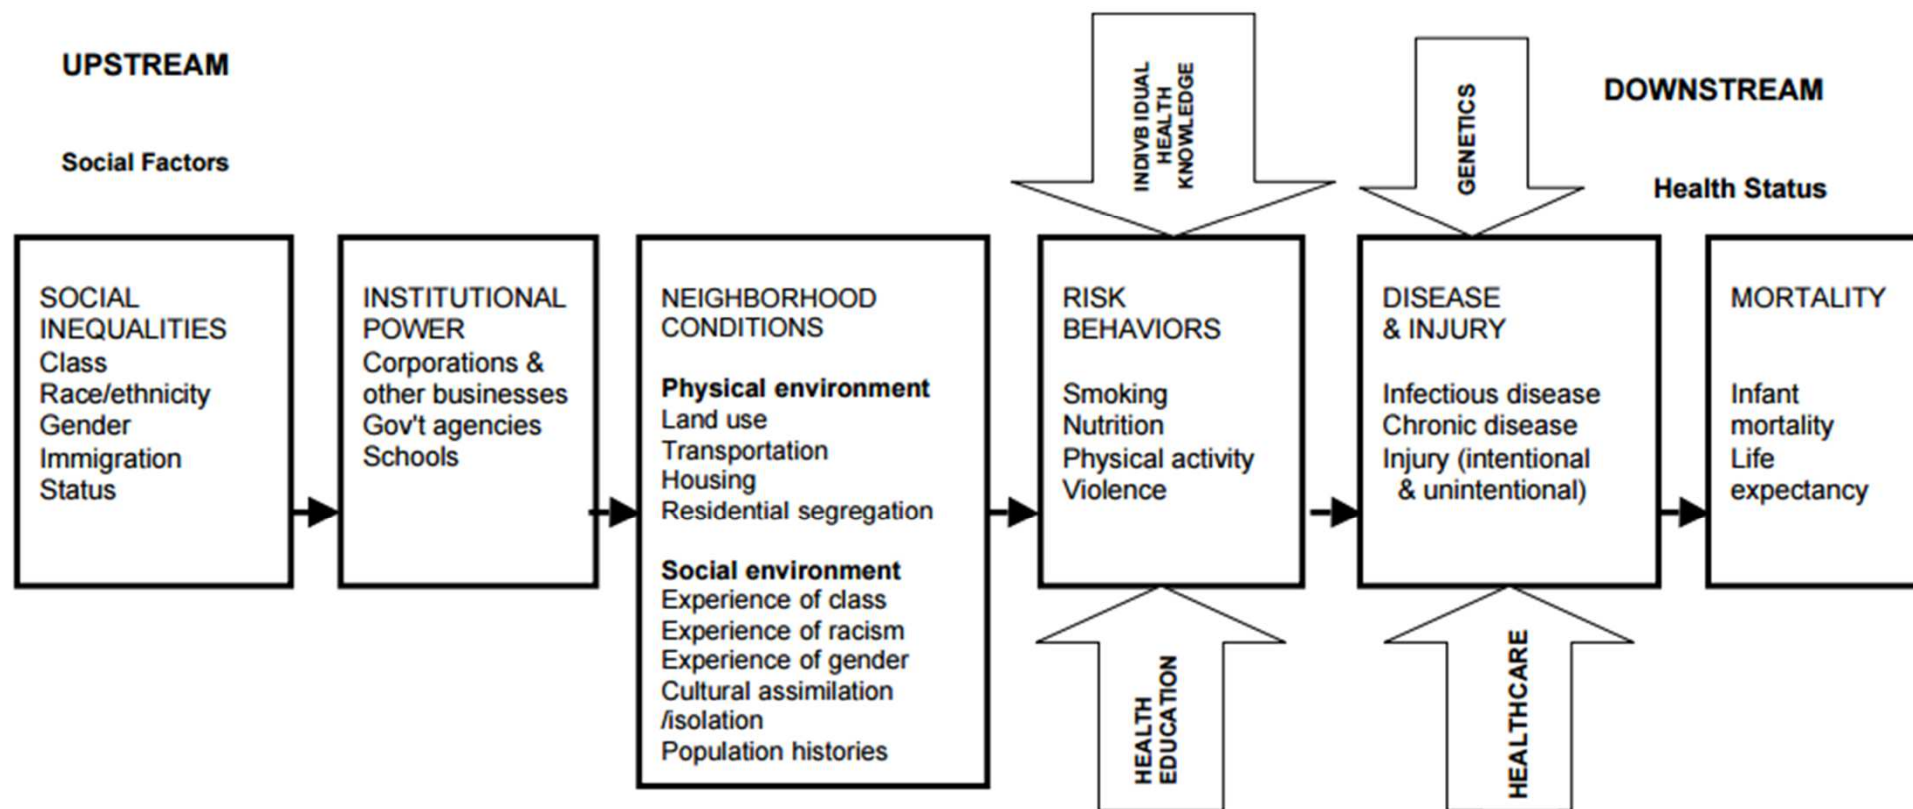 UPSTREAM
DOWNSTREAM
Social Factors
Health Status
INDIVB IDUAL
HEALTH
KNOWLEDGE
GENETICS
SOCIAL
INEQUALITIES
Class
Race/ethnicity
Gender
Immigration
Status
INSTITUTIONAL
POWER
Corporations &
other businesses
Gov't agencies
Schools
NEIGHBORHOOD
CONDITIONS
Physical environment
Land use
Transportation
Housing
Residential segregation
Social environment
Experience of class
Experience of racism
Experience of gender
Cultural assimilation
/isolation
Population histories
RISK
BEHAVIORS
Smoking
Nutrition
Physical activity
Violence
DISEASE
& INJURY
Infectious disease
Chronic disease
Injury (intentional
& unintentional)
MORTALITY
Infant
mortality
Life
expectancy
HEALTH
EDUCATION
HEALTHCARE